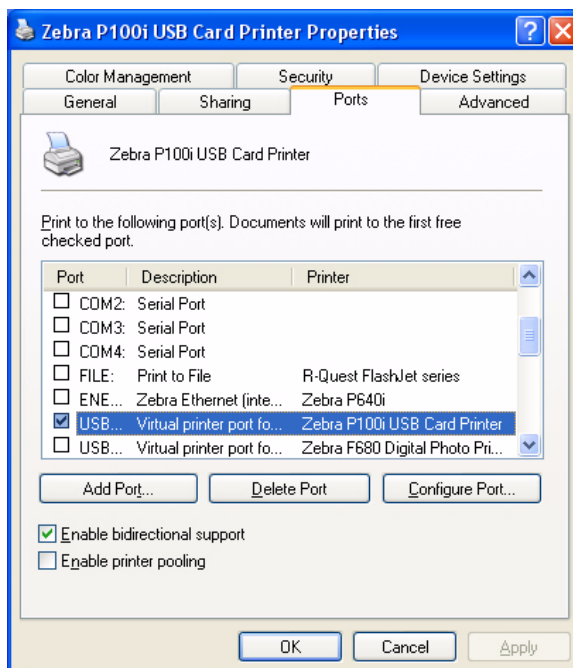 Zebra P100i USB Card Printer Properties
Color Management Security Device Settings
General Sharing Ports Advanced
Zebra P100i USB Card Printer
Print to the following port(s). Documents will print to the first free
checked port.
Port Description Printer
COM2: Serial Port
COM3: Serial Port
COM4: Serial Port
FILE: Print to File R-Quest FlashJet series
ENE... Zebra Ethernet (inte... Zebra P640i
USB... Virtual printer port fo... Zebra P100i USB Card Printer
USB... Virtual printer port fo... Zebra F680 Digital Photo Pri...
Add Port... Delete Port Configure Port...
Enable bidirectional support
Enable printer pooling
OK Cancel Apply